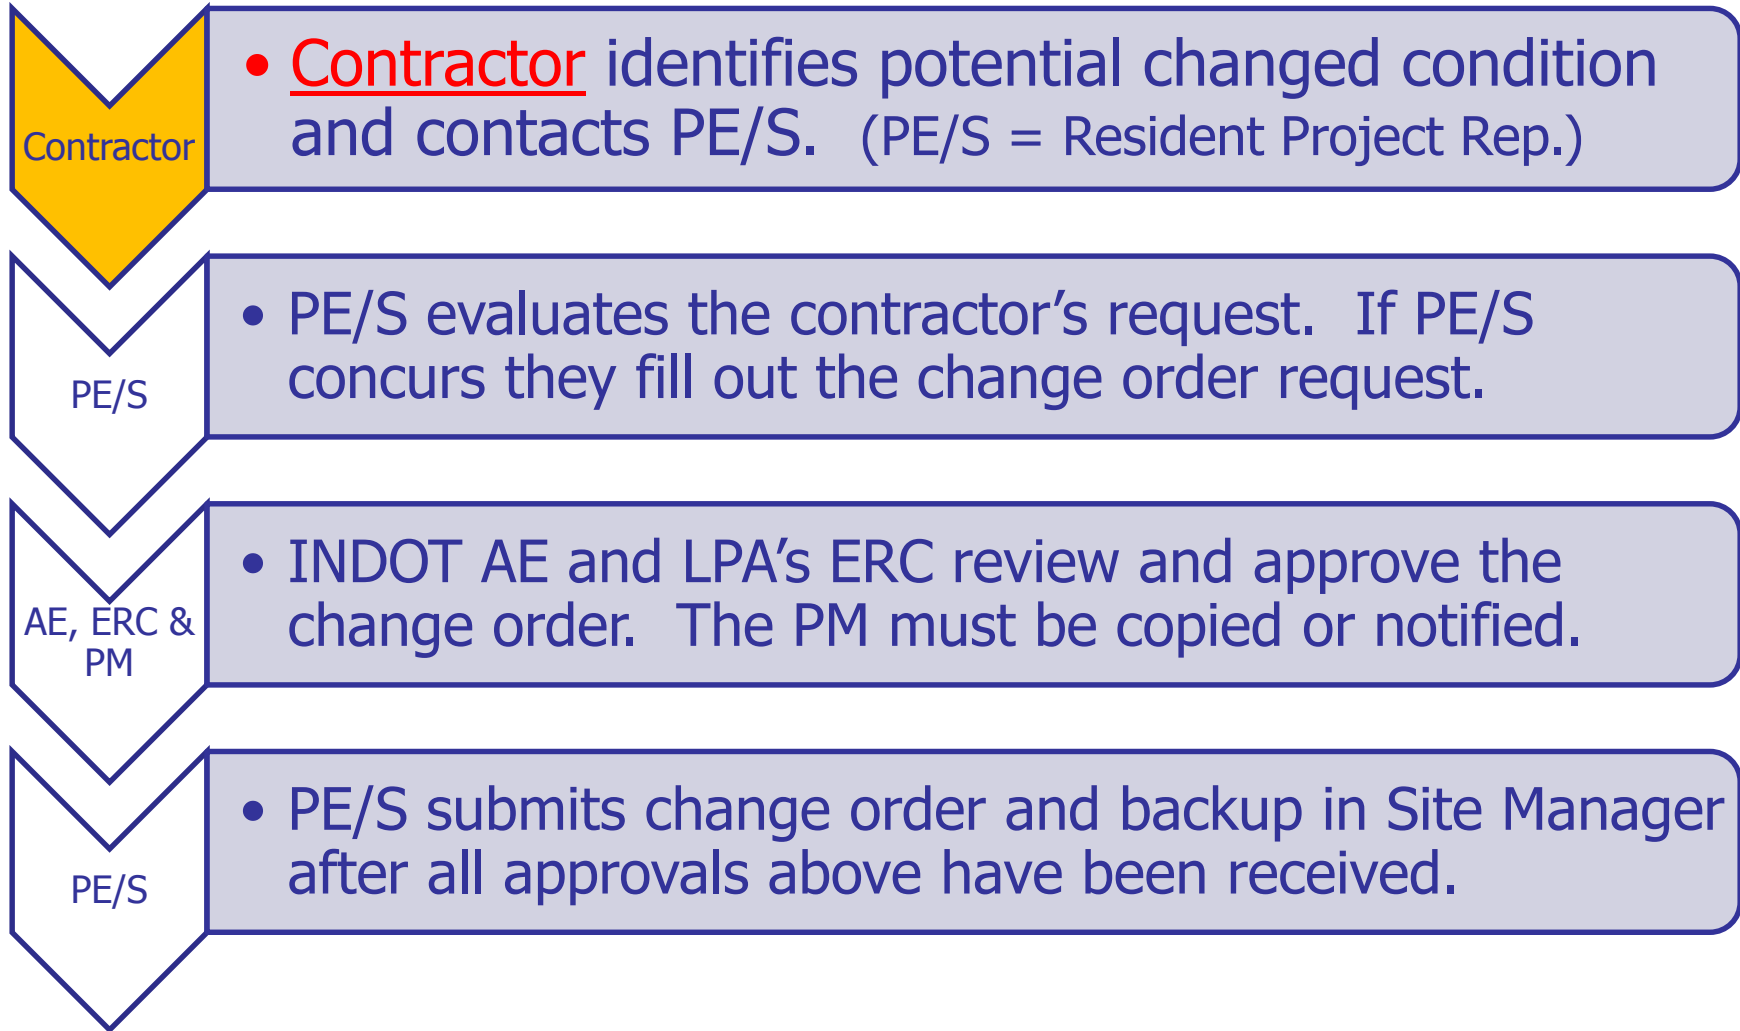 Contractor
• Contractor identifies potential changed condition
and contacts PE/S. (PE/S = Resident Project Rep.)
PE/S
• PE/S evaluates the contractor’s request. If PE/S
concurs they fill out the change order request.
AE, ERC &
PM
• INDOT AE and LPA’s ERC review and approve the
change order. The PM must be copied or notified.
PE/S
• PE/S submits change order and backup in Site Manager
after all approvals above have been received.